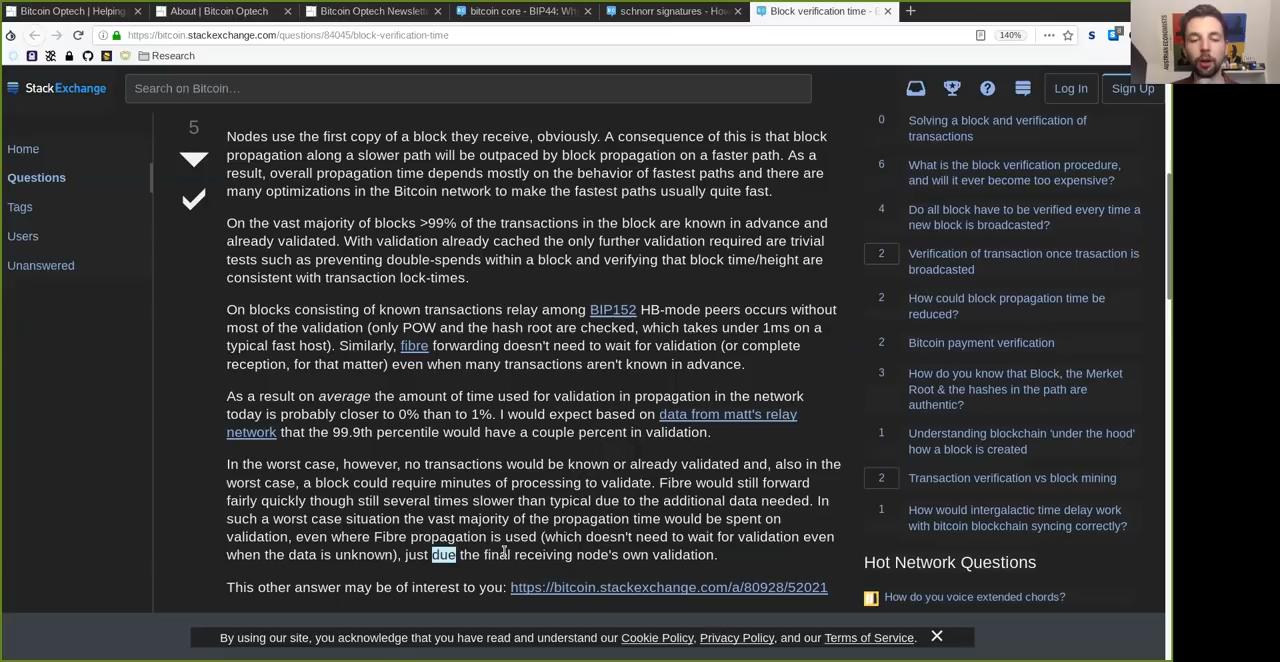 Bitcoin Optech | Helping
About | Bitcoin Optech
Bitcoin Optech Newslett
bitcoin core - BIP44: Wh
schnorr signatures - How
Block verification time - B
https://bitcoin.stackexchange.com/questions/84045/block-verification-time
140%
Research
AUSTRIAN ECONOMISTS
StackExchange
Search on Bitcoin…
Log In
Sign Up
Home
Questions
Tags
Users
Unanswered
5
Nodes use the first copy of a block they receive, obviously. A consequence of this is that block
propagation along a slower path will be outpaced by block propagation on a faster path. As a
result, overall propagation time depends mostly on the behavior of fastest paths and there are
many optimizations in the Bitcoin network to make the fastest paths usually quite fast.
On the vast majority of blocks >99% of the transactions in the block are known in advance and
already validated. With validation already cached the only further validation required are trivial
tests such as preventing double-spends within a block and verifying that block time/height are
consistent with transaction lock-times.
On blocks consisting of known transactions relay among BIP152 HB-mode peers occurs without
most of the validation (only POW and the hash root are checked, which takes under 1ms on a
typical fast host). Similarly, fibre forwarding doesn't need to wait for validation (or complete
reception, for that matter) even when many transactions aren't known in advance.
As a result on average the amount of time used for validation in propagation in the network
today is probably closer to 0% than to 1%. I would expect based on data from matt's relay
network that the 99.9th percentile would have a couple percent in validation.
In the worst case, however, no transactions would be known or already validated and, also in the
worst case, a block could require minutes of processing to validate. Fibre would still forward
fairly quickly though still several times slower than typical due to the additional data needed. In
such a worst case situation the vast majority of the propagation time would be spent on
validation, even where Fibre propagation is used (which doesn't need to wait for validation even
when the data is unknown), just due the final receiving node's own validation.
This other answer may be of interest to you: https://bitcoin.stackexchange.com/a/80928/52021
0 Solving a block and verification of
transactions
6 What is the block verification procedure,
and will it ever become too expensive?
4 Do all block have to be verified every time a
new block is broadcasted?
2 Verification of transaction once trasaction is
broadcasted
2 How could block propagation time be
reduced?
2 Bitcoin payment verification
3 How do you know that Block, the Market
Root & the hashes in the path are
authentic?
1 Understanding blockchain 'under the hood'
how a block is created
2 Transaction verification vs block mining
1 How would intergalactic time delay work
with bitcoin blockchain syncing correctly?
Hot Network Questions
How do you voice extended chords?
By using our site, you acknowledge that you have read and understand our Cookie Policy, Privacy Policy, and our Terms of Service.